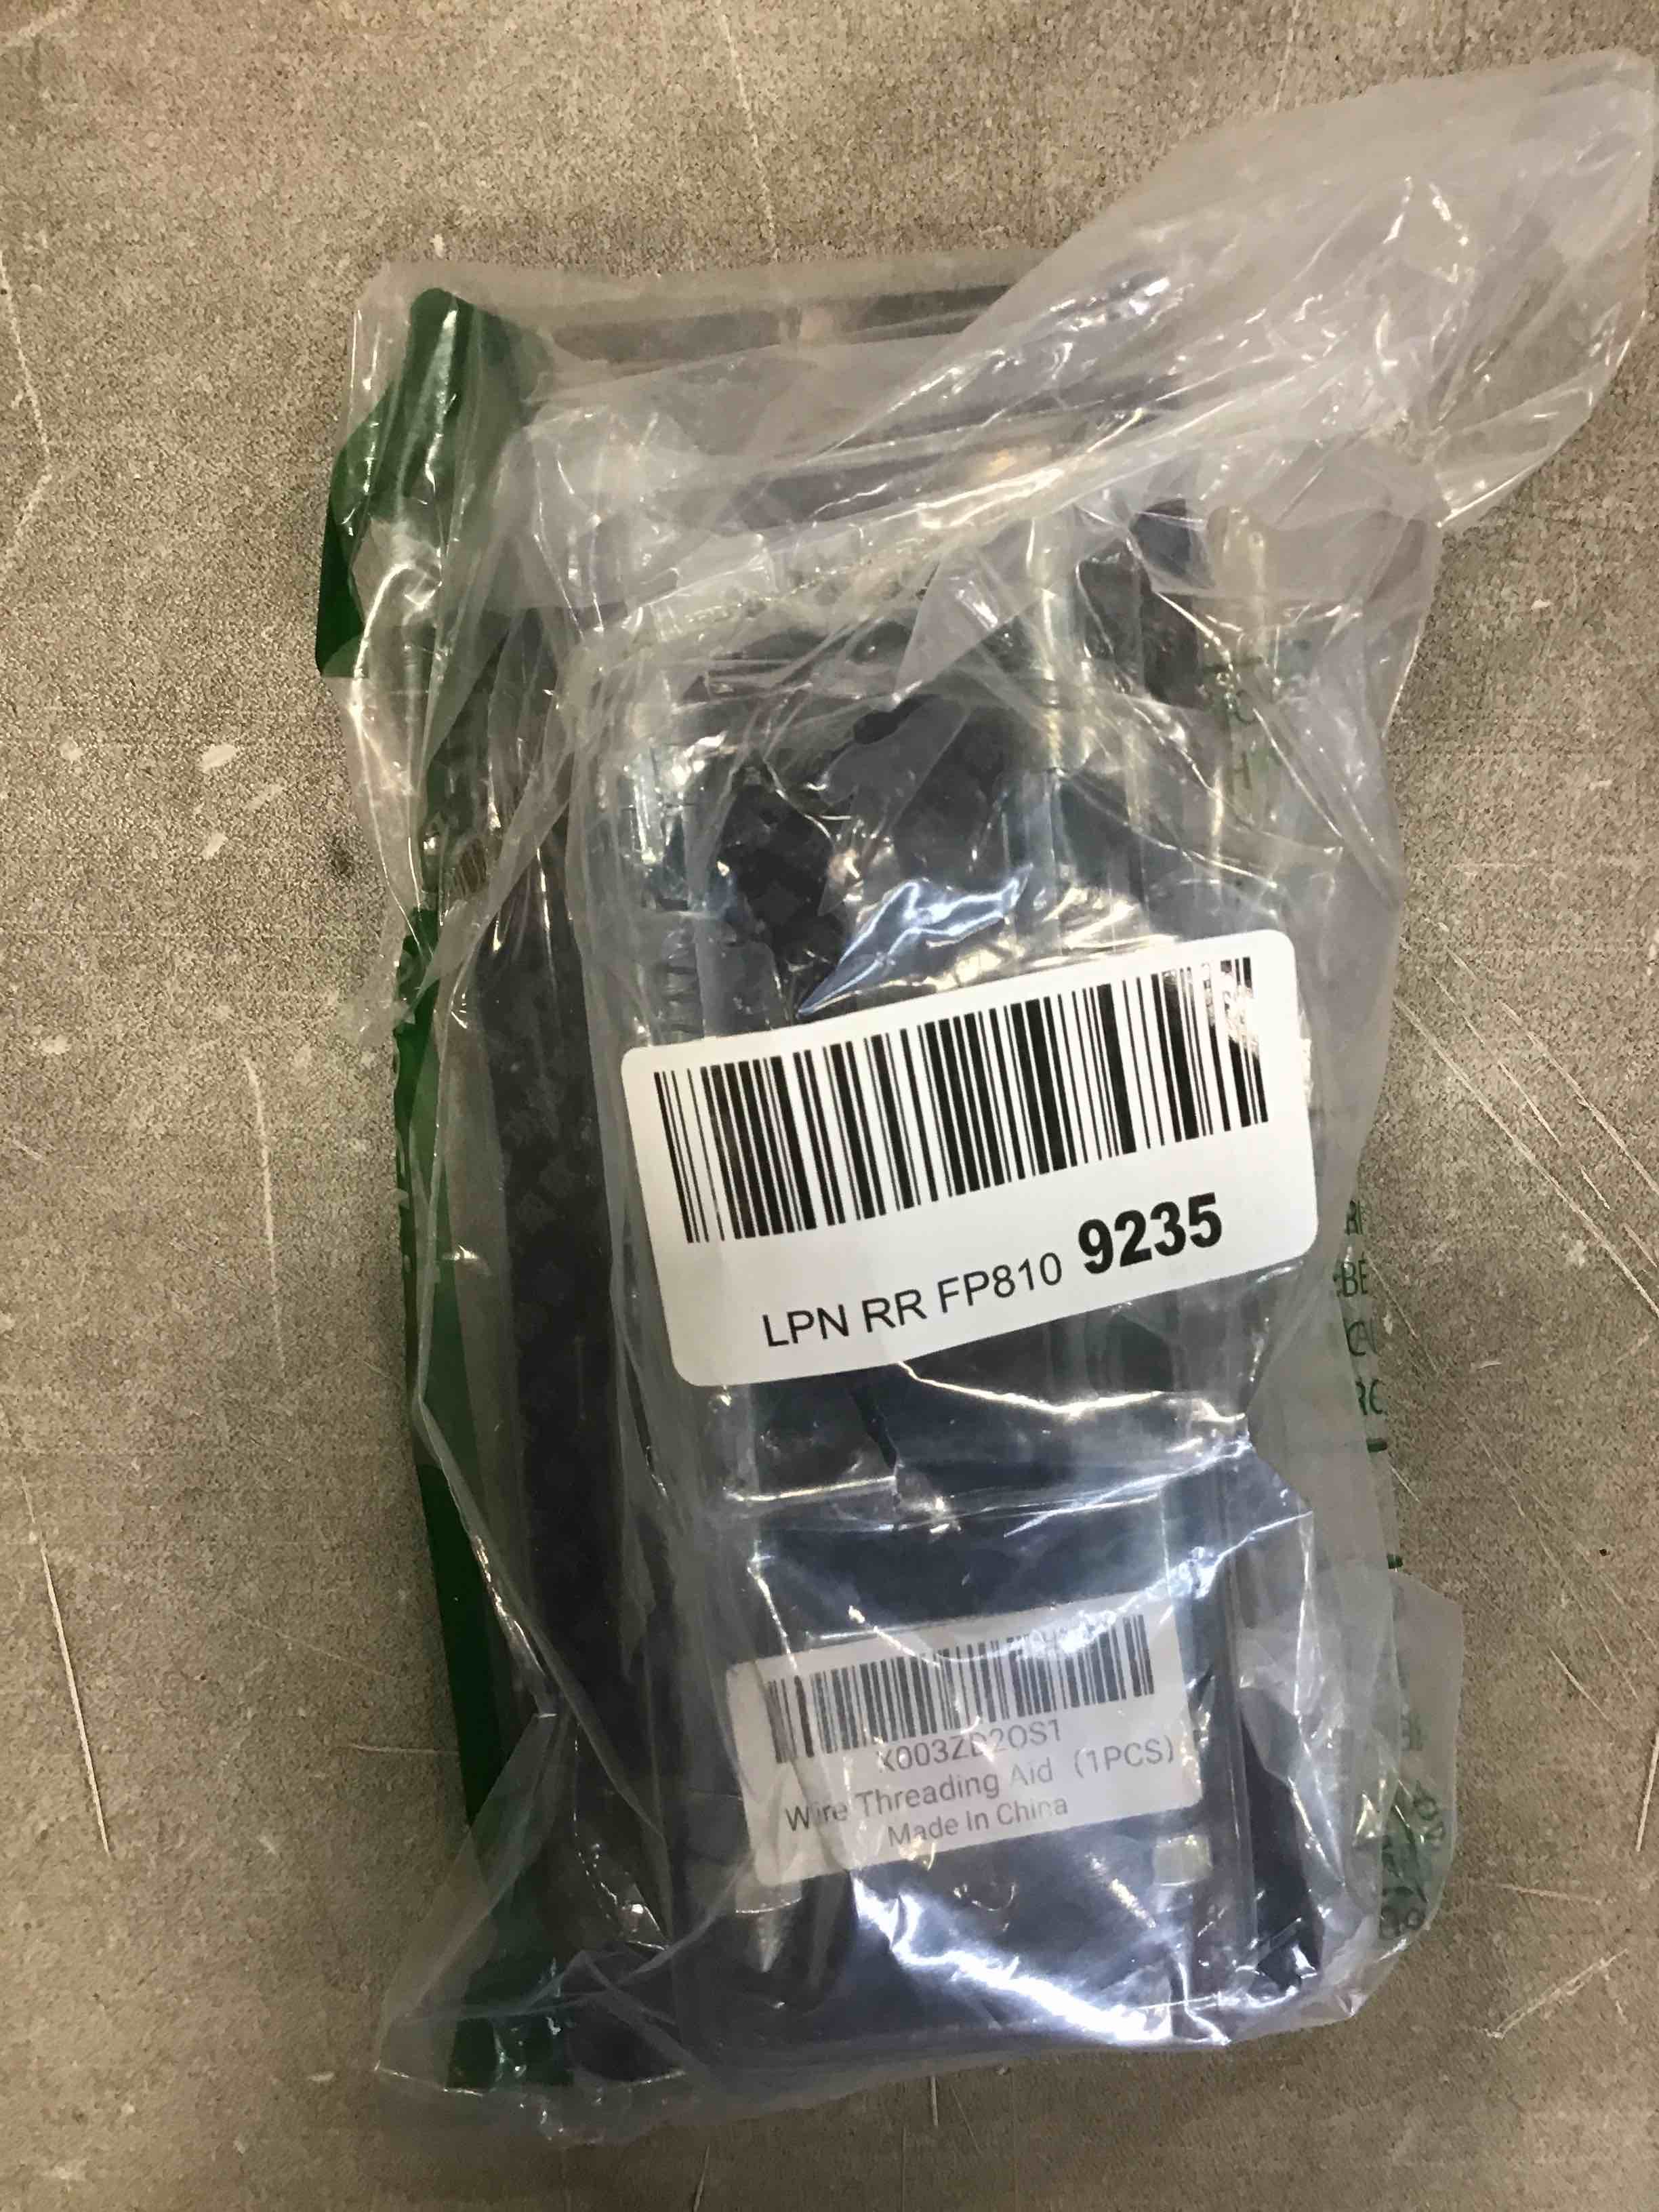 LPN RR FP810 9235
X003ZD2OS1
Wire Threading Aid (1PCS)
Made In China